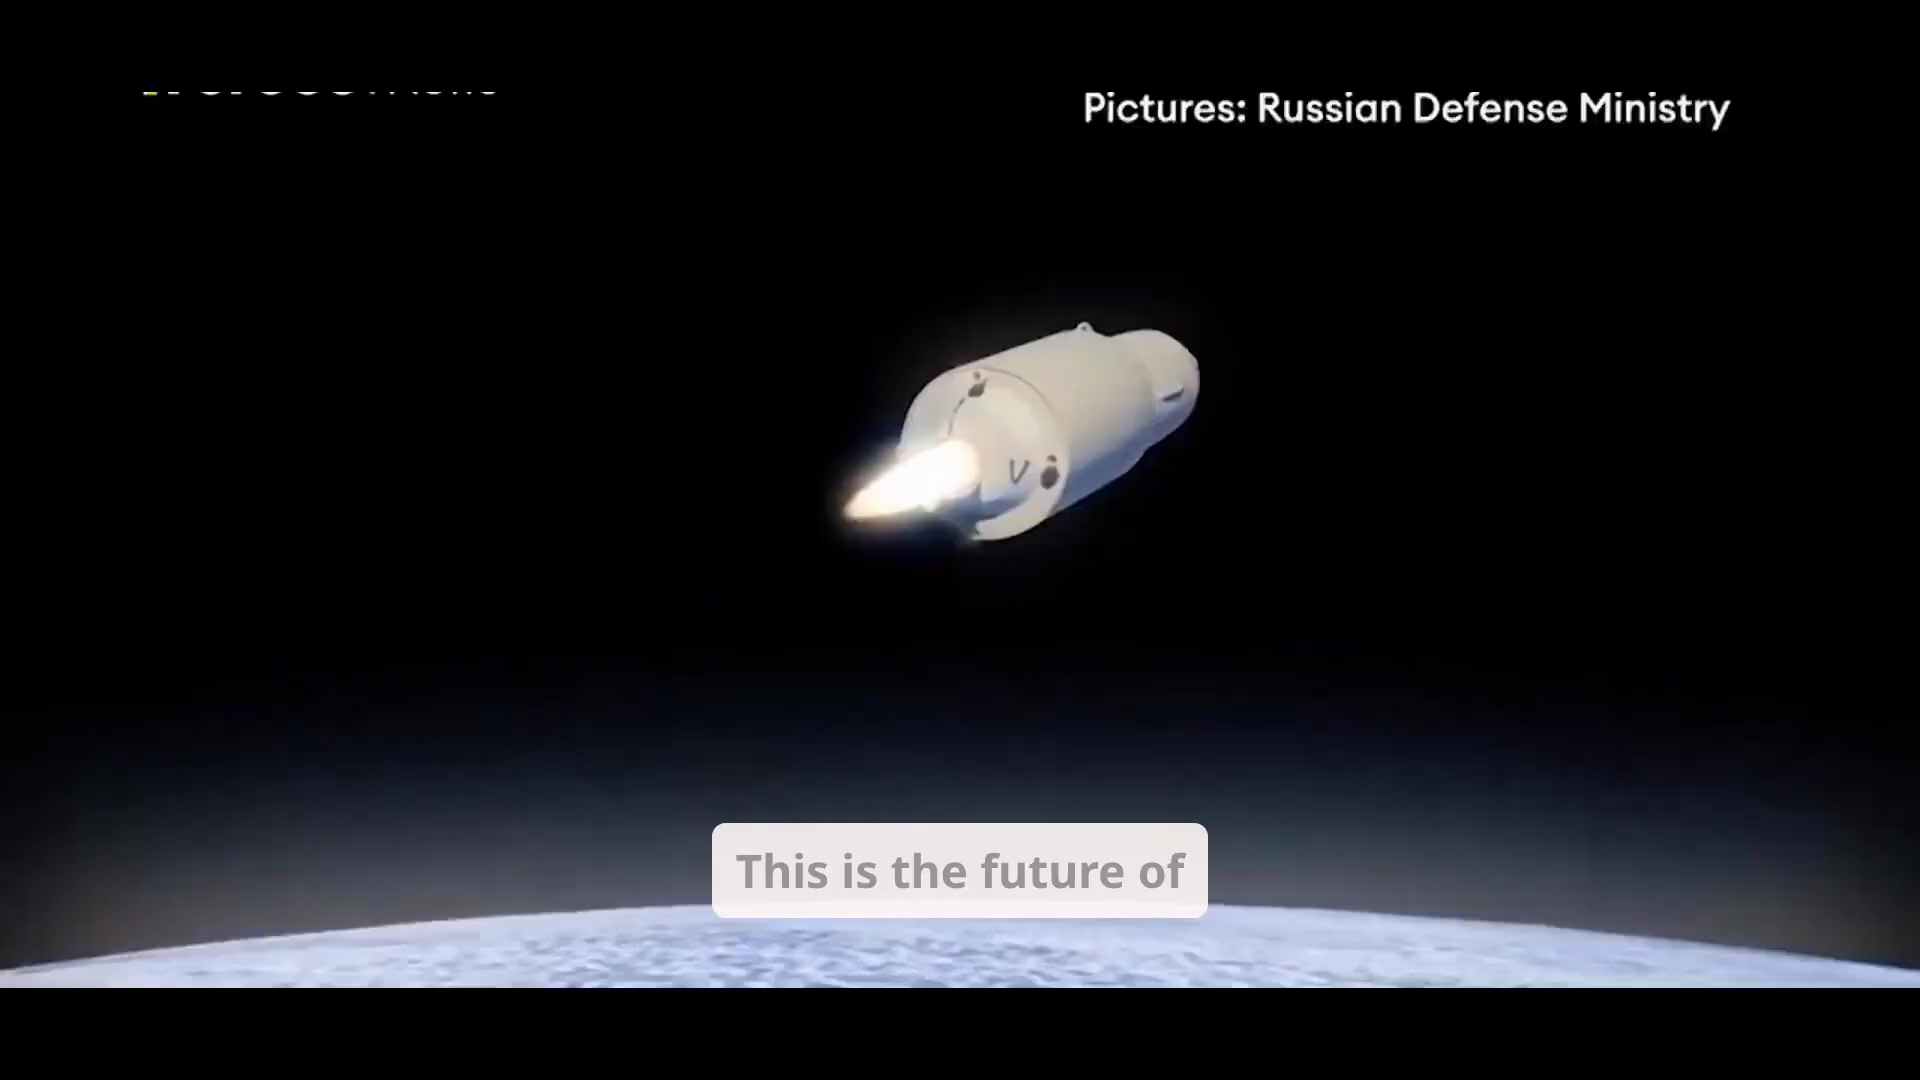 Pictures: Russian Defense Ministry
This is the future of